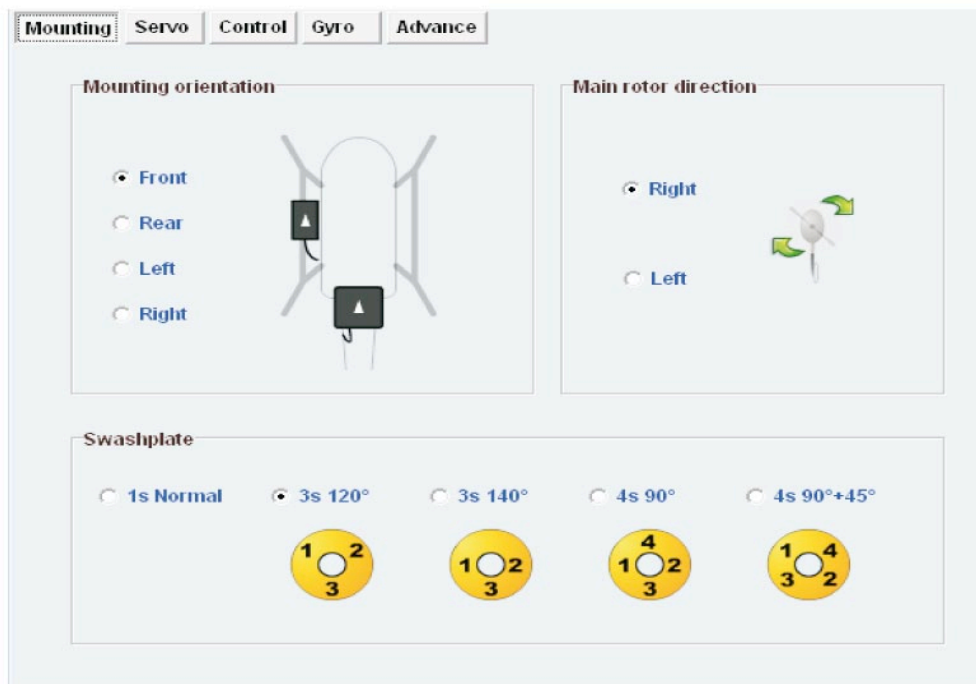 Mounting Servo Control Gyro Advance
Mounting orientation
Front
Rear
Left
Right
Main rotor direction
Right
Left
Swashplate
1s Normal 3s 120° 3s 140° 4s 90° 4s 90°+45°
1 2 3
1 2 3
4 1 2 3
1 4 3 2